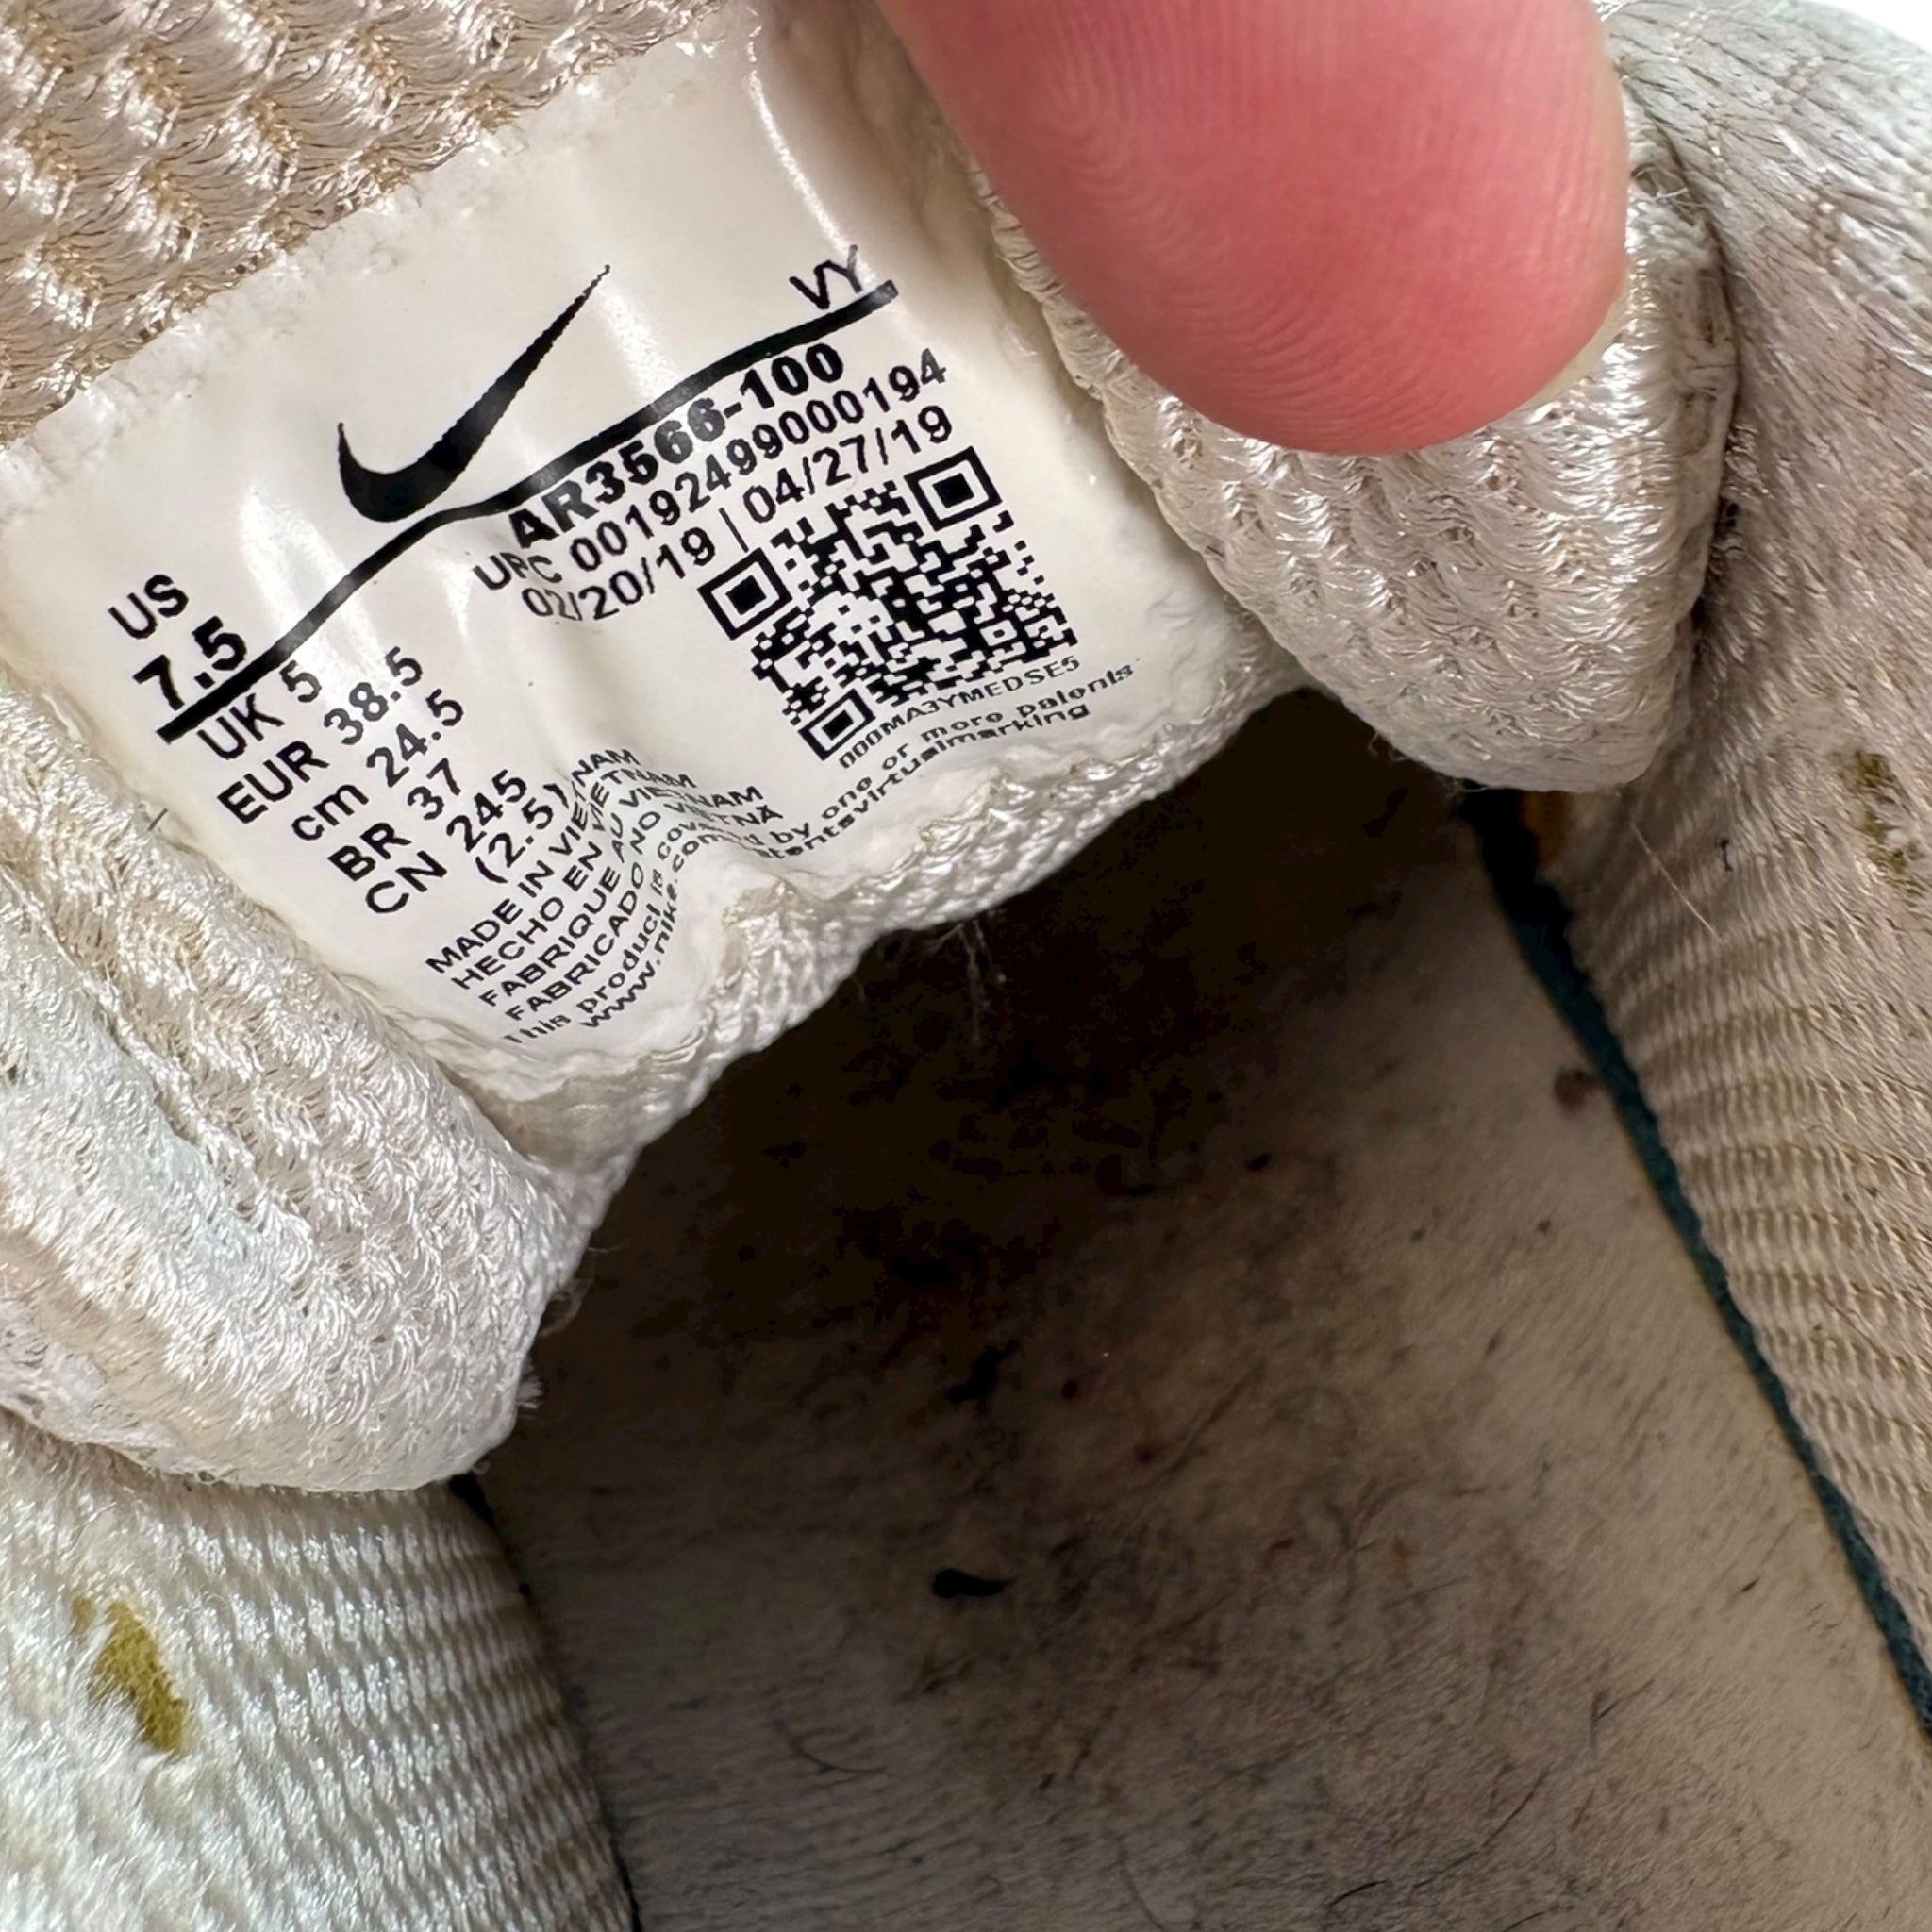 VY
US
7.5
AR3566-100
UPC 00192499000194
02/20/19 | 04/27/19
UK 5
EUR 38.5
cm 24.5
BR 37
CN 245
(2.5)
000MA3YMEDSE5
MADE IN VIETNAM
HECHO EN VIETNAM
FABRIQUE AU VIETNAM
FABRICADO NO VIETNÃ
This product is covered by one or more patents
www.nike.com/patentsvirtualmarking